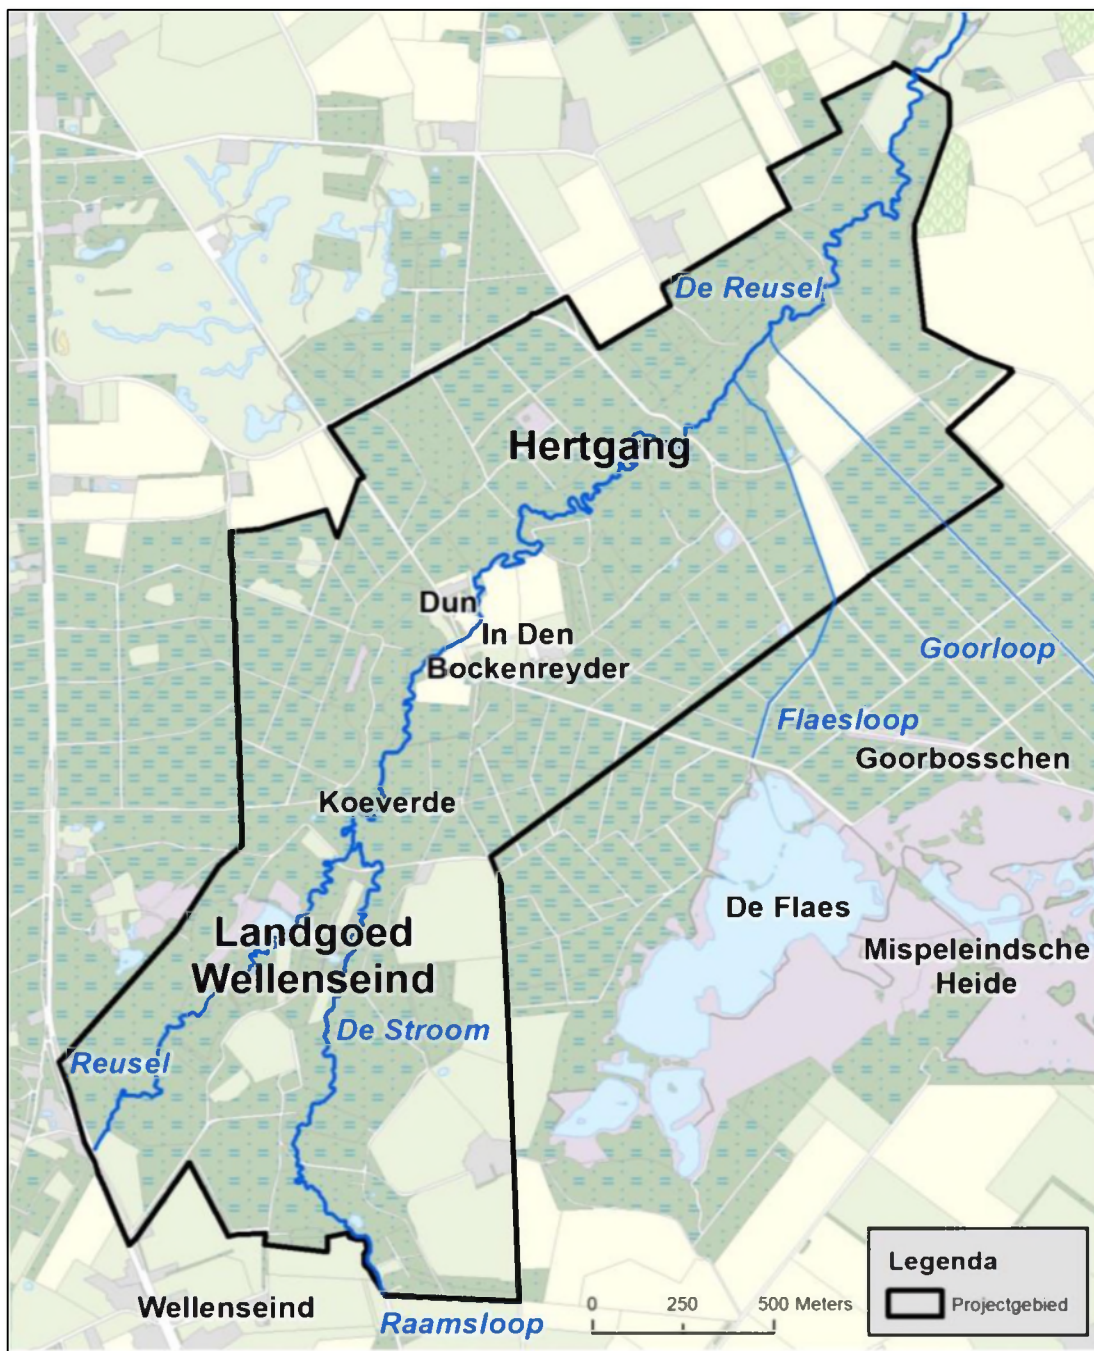 De Reusel
Hertgang
Dun
In Den
Bockenreyder
Goorloop
Flaesloop
Goorbosschen
Koeverde
De Flaes
Landgoed
Wellenseind
Mispeleindsche
Heide
De Stroom
Reusel
Legenda
Projectgebied
Wellenseind
Raamsloop
0 250 500 Meters